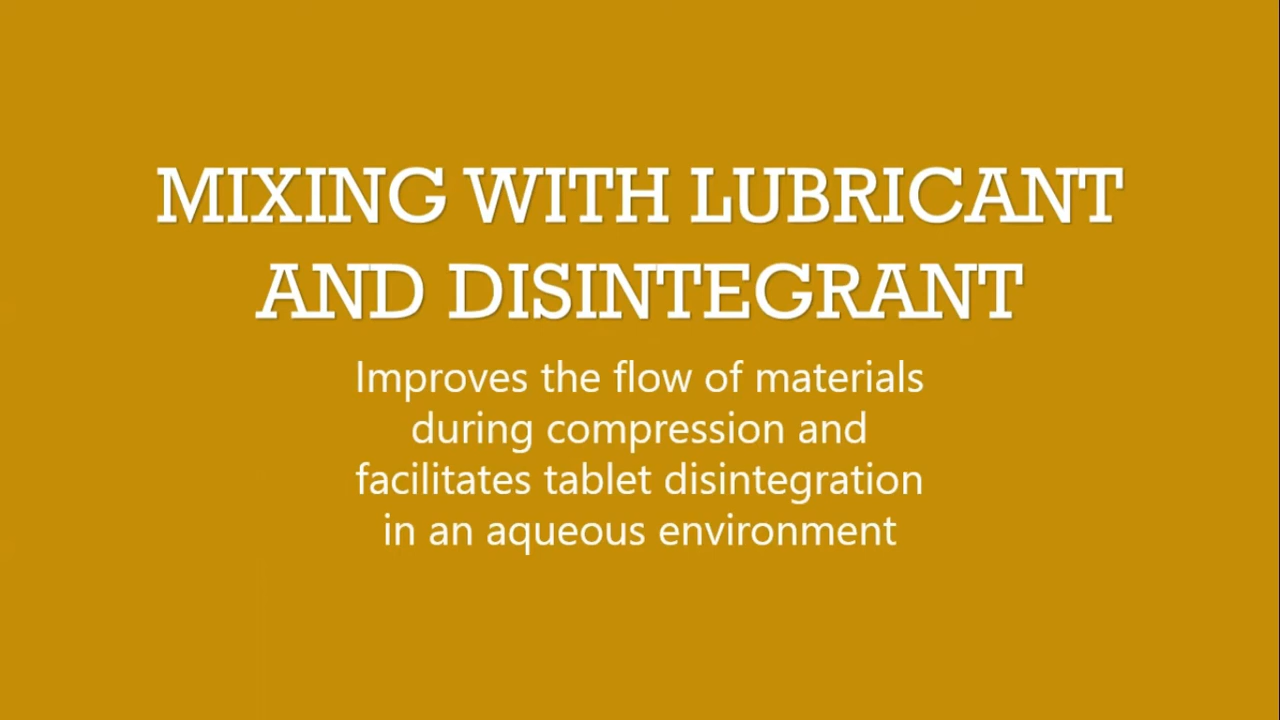 MIXING WITH LUBRICANT
AND DISINTEGRANT
Improves the flow of materials
during compression and
facilitates tablet disintegration
in an aqueous environment